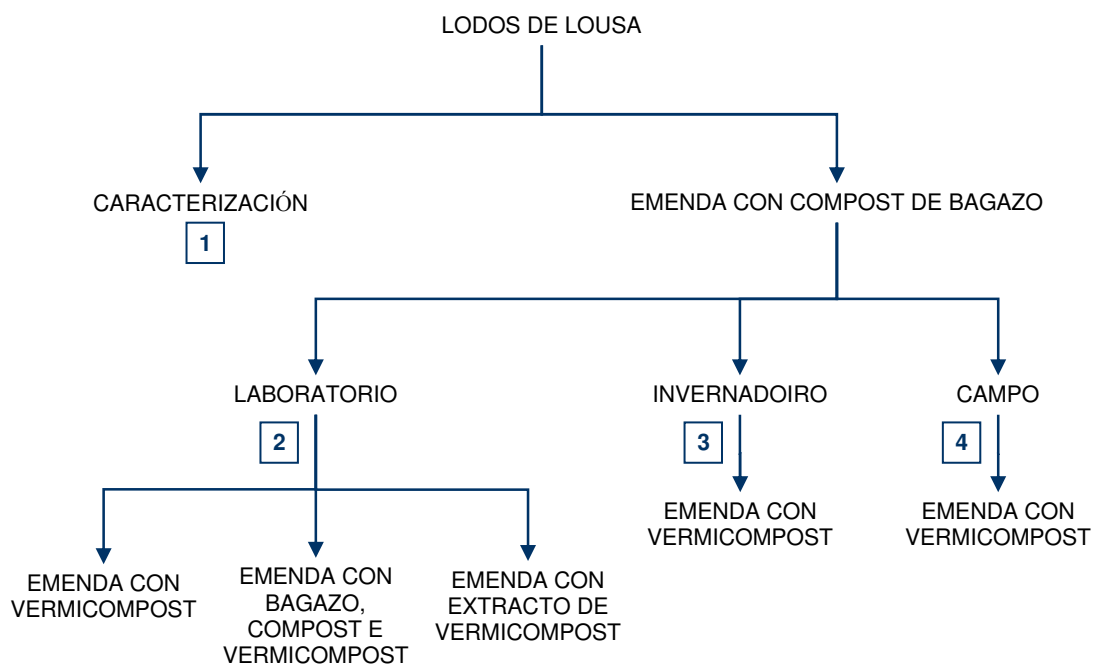 LODOS DE LOUSA
CARACTERIZACIÓN
1
EMENDA CON COMPOST DE BAGAZO
LABORATORIO
2
INVERNADOIRO
3
CAMPO
4
EMENDA CON
VERMICOMPOST
EMENDA CON
BAGAZO,
COMPOST E
VERMICOMPOST
EMENDA CON
EXTRACTO DE
VERMICOMPOST
EMENDA CON
VERMICOMPOST
EMENDA CON
VERMICOMPOST